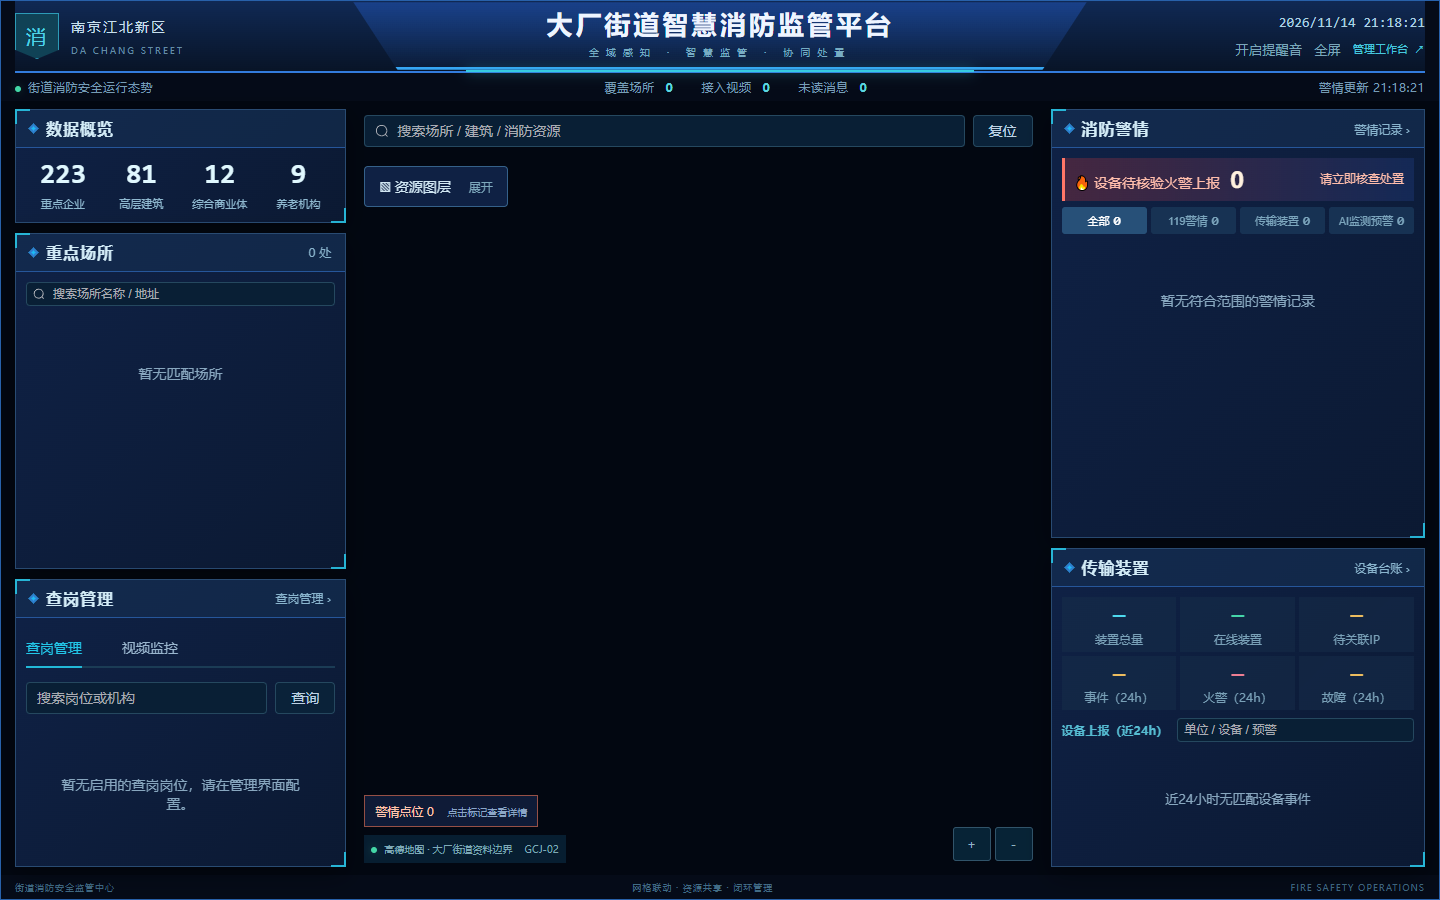 消
南京江北新区
DA CHANG STREET
大厂街道智慧消防监管平台
全域感知 · 智慧监管 · 协同处置
2026/11/14 21:18:21
开启提醒音 全屏 管理工作台 ↗
街道消防安全运行态势
覆盖场所 0 接入视频 0 未读消息 0
警情更新 21:18:21
数据概览
223 81 12 9
重点企业 高层建筑 综合商业体 养老机构
重点场所 0 处
搜索场所名称 / 地址
暂无匹配场所
查岗管理 查岗管理 ›
查岗管理 视频监控
搜索岗位或机构 查询
暂无启用的查岗岗位，请在管理界面配
置。
搜索场所 / 建筑 / 消防资源 复位
▧ 资源图层 展开
警情点位 0 点击标记查看详情
高德地图 · 大厂街道资料边界 GCJ-02
+ -
消防警情 警情记录 ›
设备待核验火警上报 0 请立即核查处置
全部 0 119警情 0 传输装置 0 AI监测预警 0
暂无符合范围的警情记录
传输装置 设备台账 ›
— — —
装置总量 在线装置 待关联IP
— — —
事件（24h） 火警（24h） 故障（24h）
设备上报（近24h） 单位 / 设备 / 预警
近24小时无匹配设备事件
街道消防安全监管中心
网格联动 · 资源共享 · 闭环管理
FIRE SAFETY OPERATIONS